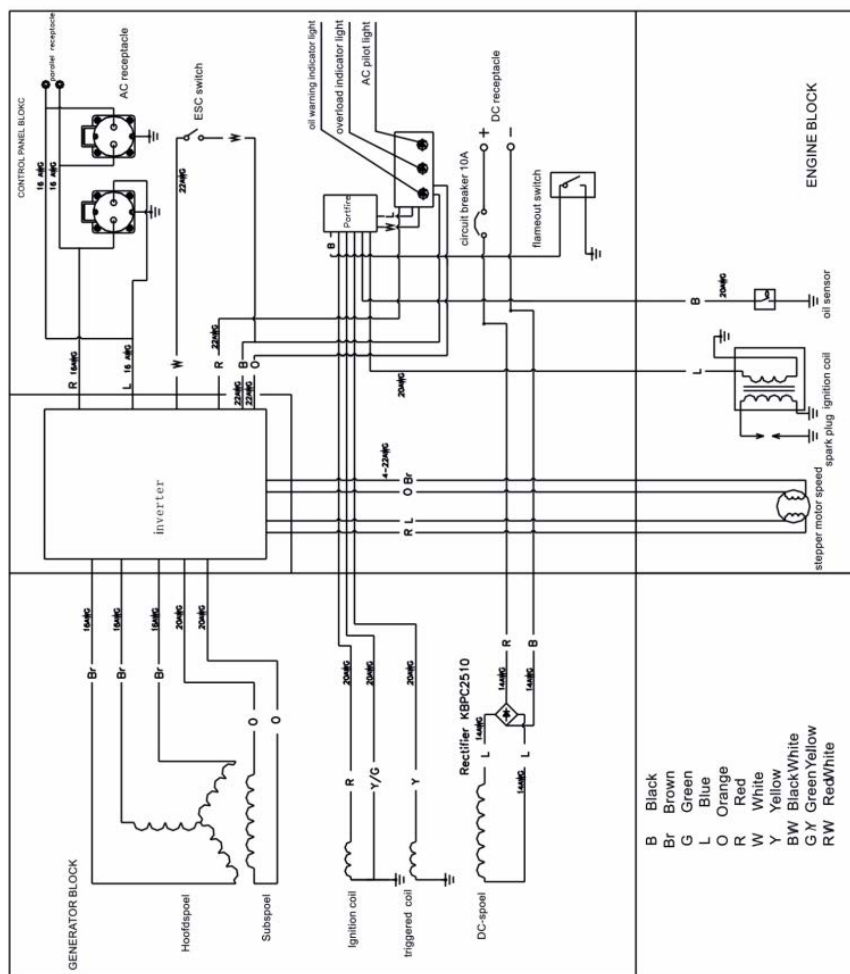 GENERATOR BLOCK
Hoofdspoel
Subspoel
Ignition coil
triggered coil
DC-spoel
Br
Br
Br
O
O
16AWG
16AWG
16AWG
20AWG
20AWG
R
Y/G
Y
20AWG
20AWG
20AWG
Rectifier KBPC2510
14AWG
L
L
14AWG
14AWG
14AWG
R
B
inverter
CONTROL PANEL BLOKC
parallel receptacle
AC receptacle
ESC switch
16 AWG
16 AWG
R
16AWG
L
16 AWG
22AWG
W
W
R
22AWG
B
O
22AWG
22AWG
oil warning indicator light
overload indicator light
AC pilot light
Portfire
B
W
L
20AWG
circuit breaker 10A
DC receptacle
+
−
flameout switch
4-22AWG
Br
O
L
R
ENGINE BLOCK
B
20AWG
oil sensor
L
ignition coil
spark plug
stepper motor speed
B Black
Br Brown
G Green
L Blue
O Orange
R Red
W White
Y Yellow
BW BlackWhite
G/Y GreenYellow
RW RedWhite